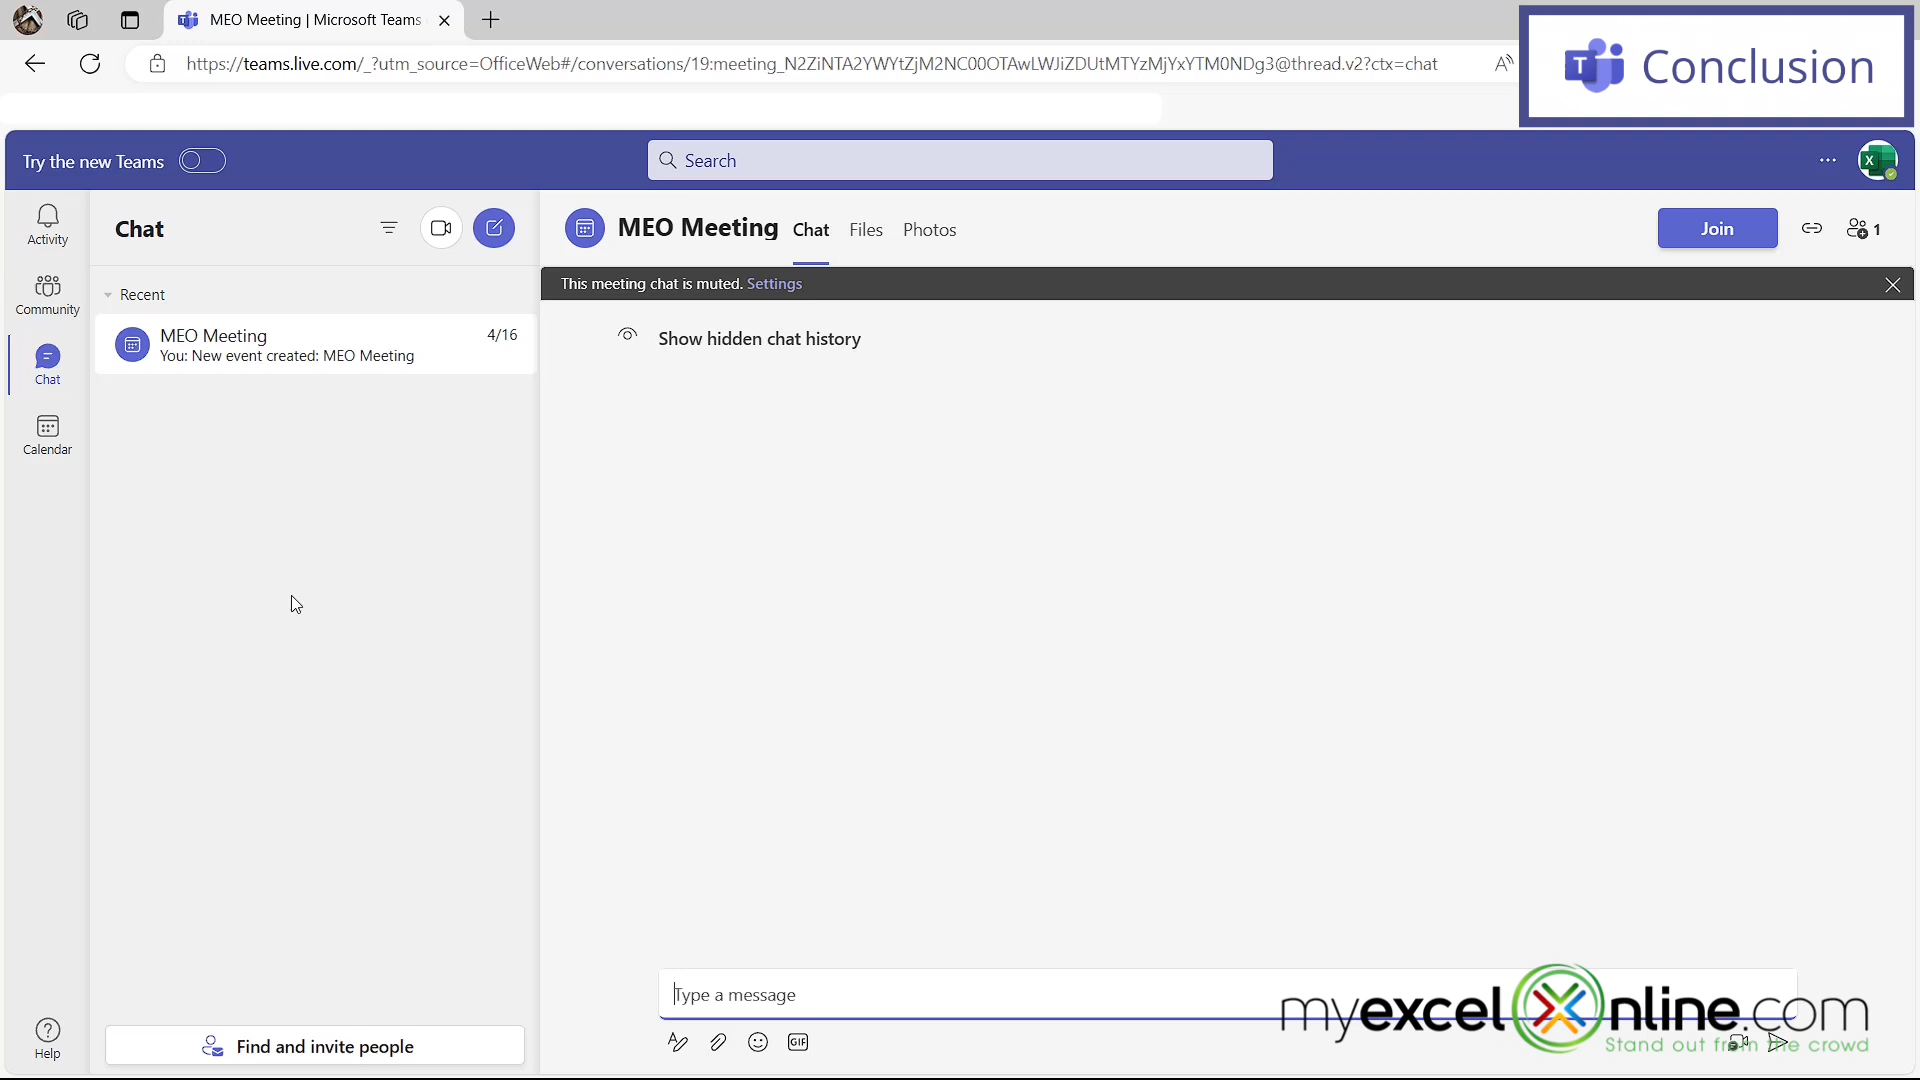 MEO Meeting | Microsoft Teams
https://teams.live.com/_?utm_source=OfficeWeb#/conversations/19:meeting_N2ZiNTA2YWYtZjM2NC00OTAwLWJiZDUtMTYzMjYxYTM0NDg3@thread.v2?ctx=chat
Conclusion
Try the new Teams
Search
Activity
Community
Chat
Calendar
Help
Chat
Recent
MEO Meeting 4/16
You: New event created: MEO Meeting
Find and invite people
MEO Meeting Chat Files Photos
Join
1
This meeting chat is muted. Settings
Show hidden chat history
Type a message
GIF
myexcelOnline.com
Stand out from the crowd